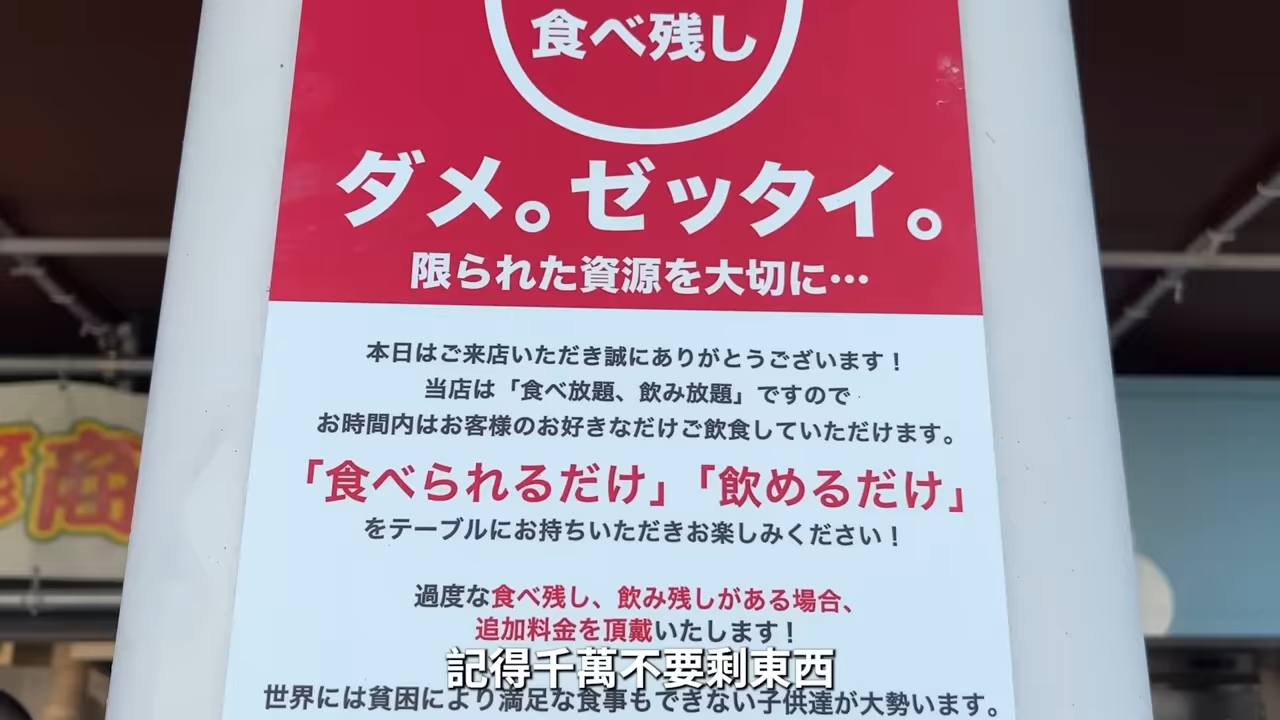 食べ残し
ダメ。ゼッタイ。
限られた資源を大切に…
本日はご来店いただき誠にありがとうございます！
当店は「食べ放題、飲み放題」ですので
お時間内はお客様のお好きなだけご飲食していただけます。
「食べられるだけ」「飲めるだけ」
をテーブルにお持ちいただきお楽しみください！
過度な食べ残し、飲み残しがある場合、
追加料金を頂戴いたします！
記得千萬不要剩東西
世界には貧困により満足な食事もできない子供達が大勢います。
商